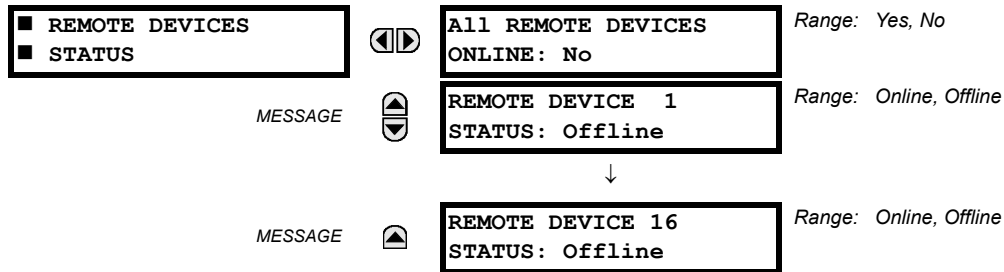 ■ REMOTE DEVICES
■ STATUS
All REMOTE DEVICES
ONLINE: No
Range: Yes, No
MESSAGE
REMOTE DEVICE 1
STATUS: Offline
Range: Online, Offline
↓
MESSAGE
REMOTE DEVICE 16
STATUS: Offline
Range: Online, Offline